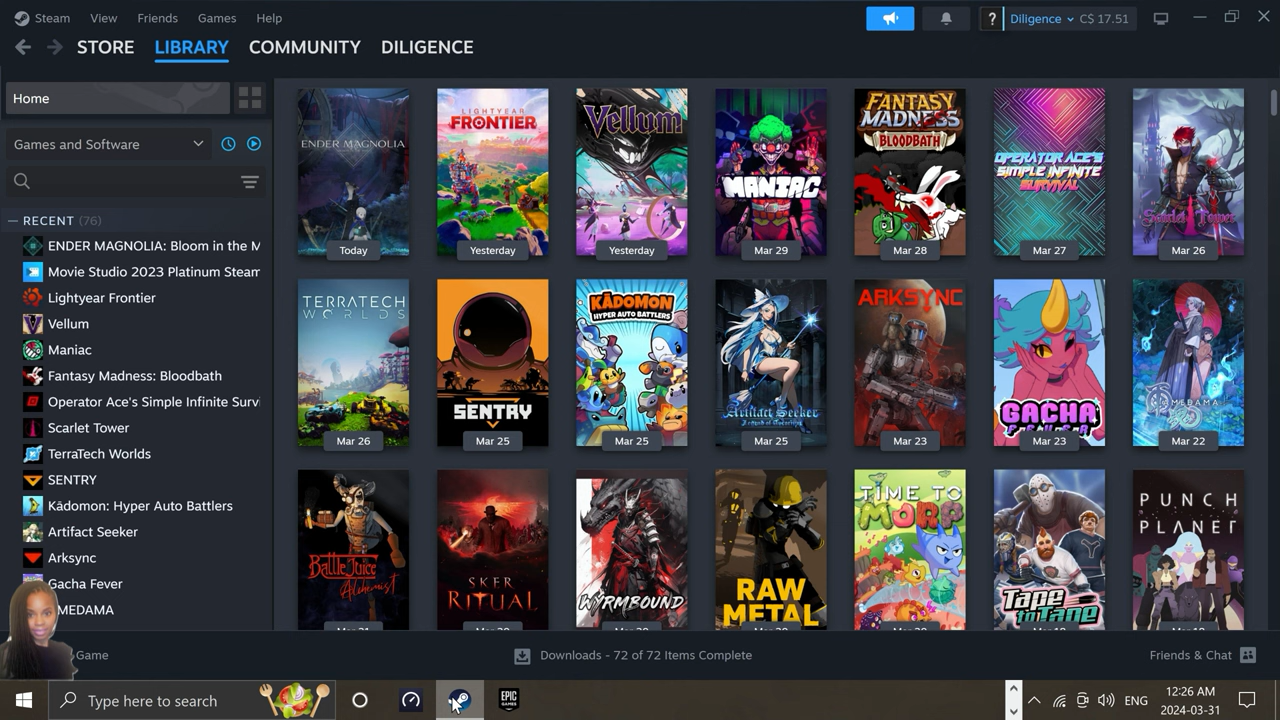 Steam View Friends Games Help
? Diligence C$ 17.51
STORE LIBRARY COMMUNITY DILIGENCE
Home
Games and Software
RECENT (76)
ENDER MAGNOLIA: Bloom in the M
Movie Studio 2023 Platinum Steam
Lightyear Frontier
Vellum
Maniac
Fantasy Madness: Bloodbath
Operator Ace's Simple Infinite Survi
Scarlet Tower
TerraTech Worlds
SENTRY
Kādomon: Hyper Auto Battlers
Artifact Seeker
Arksync
Gacha Fever
MEDAMA
ENDER MAGNOLIA
LIGHTYEAR
FRONTIER
Vellum
MANIAC
FANTASY
MADNESS
BLOODBATH
OPERATOR ACE'S
SIMPLE INFINITE
SURVIVAL
Scarlet Tower
Today
Yesterday
Yesterday
Mar 29
Mar 28
Mar 27
Mar 26
TERRATECH
WORLDS
SENTRY
KĀDOMON
HYPER AUTO BATTLERS
Artifact Seeker
ARKSYNC
GACHA
Mar 26
Mar 25
Mar 25
Mar 25
Mar 23
Mar 23
Mar 22
BattleJuice
Alchemist
SKER
RITUAL
WYRMBOUND
RAW
METAL
TIME TO
MORP
Tape
to Tape
PUNCH
PLANET
Game
Downloads - 72 of 72 Items Complete
Friends & Chat
Type here to search
EPIC
GAMES
ENG
12:26 AM
2024-03-31